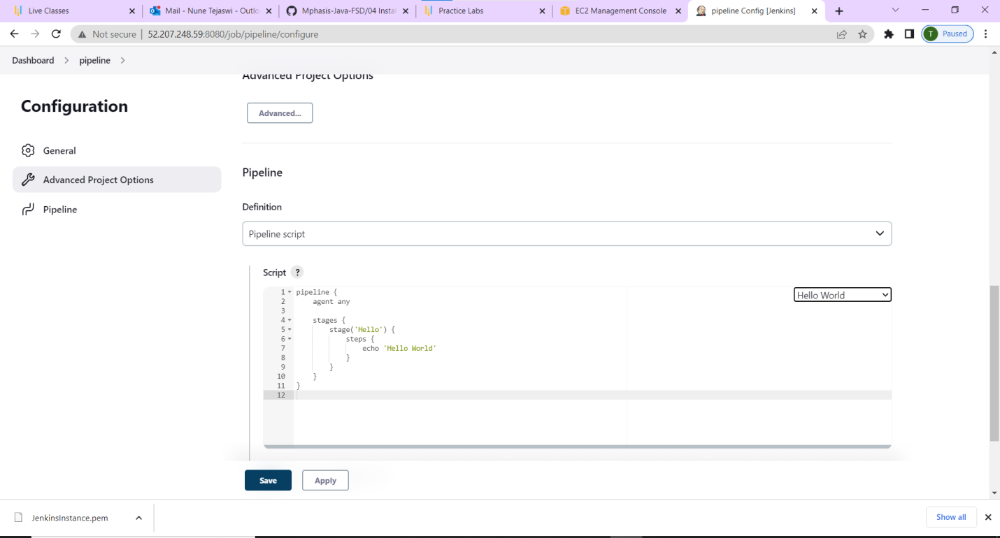 Live Classes
Mail - Nune Tejaswi - Outlo
Mphasis-Java-FSD/04 Instal
Practice Labs
EC2 Management Console
pipeline Config [Jenkins]
Not secure | 52.207.248.59:8080/job/pipeline/configure
T Paused
Dashboard > pipeline >
Configuration
General
Advanced Project Options
Pipeline
Advanced Project Options
Advanced...
Pipeline
Definition
Pipeline script
Script ?
Hello World
1 pipeline {
2     agent any
3
4     stages {
5         stage('Hello') {
6             steps {
7                 echo 'Hello World'
8             }
9         }
10     }
11 }
12
Save
Apply
JenkinsInstance.pem
Show all